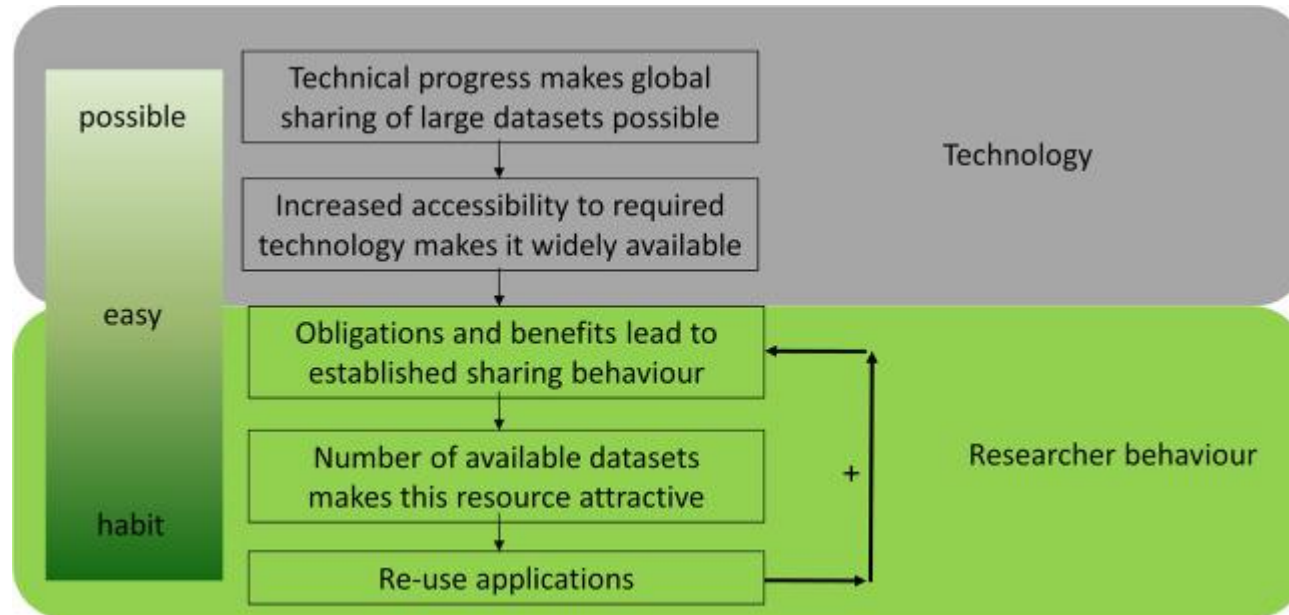 possible
easy
habit
Technical progress makes global
sharing of large datasets possible
Increased accessibility to required
technology makes it widely available
Technology
Obligations and benefits lead to
established sharing behaviour
Number of available datasets
makes this resource attractive
Re-use applications
+
Researcher behaviour